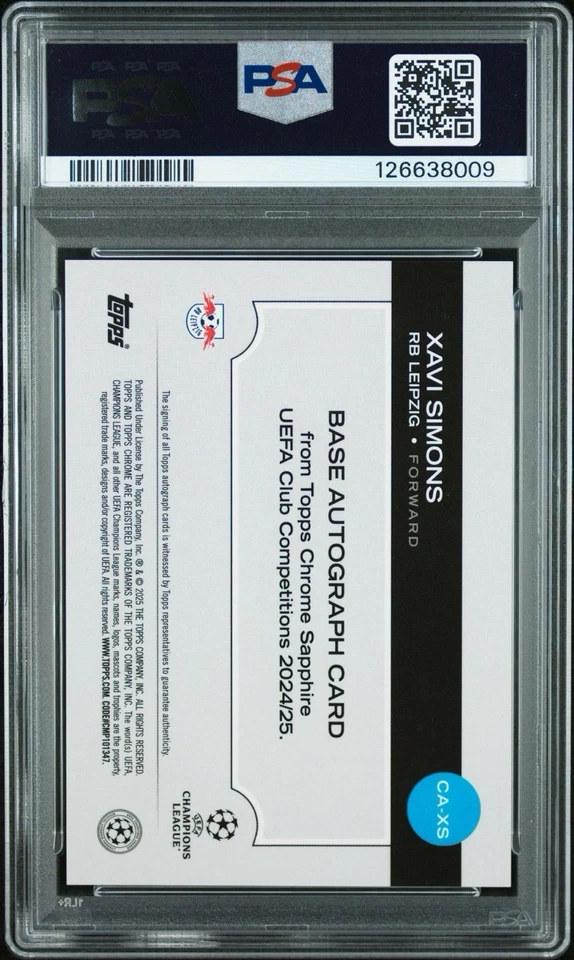 PSA
PSA
126638009
XAVI SIMONS
RB LEIPZIG • FORWARD
CA-XS
BASE AUTOGRAPH CARD
from Topps Chrome Sapphire
UEFA Club Competitions 2024/25.
UEFA
CHAMPIONS
LEAGUE®
The signing of all Topps autograph cards is witnessed by Topps representatives to guarantee authenticity.
topps®
Published Under License by The Topps Company, Inc. ® & © 2025 THE TOPPS COMPANY, INC. ALL RIGHTS RESERVED.
TOPPS AND TOPPS CHROME ARE REGISTERED TRADEMARKS OF THE TOPPS COMPANY, INC. The word(s) UEFA,
CHAMPIONS LEAGUE, and all other UEFA Champions League marks, names, logos, mascots and trophies are the property,
registered trade marks, designs and/or copyright of UEFA. All rights reserved. WWW.TOPPS.COM. CODE#CMP101347.
PSA